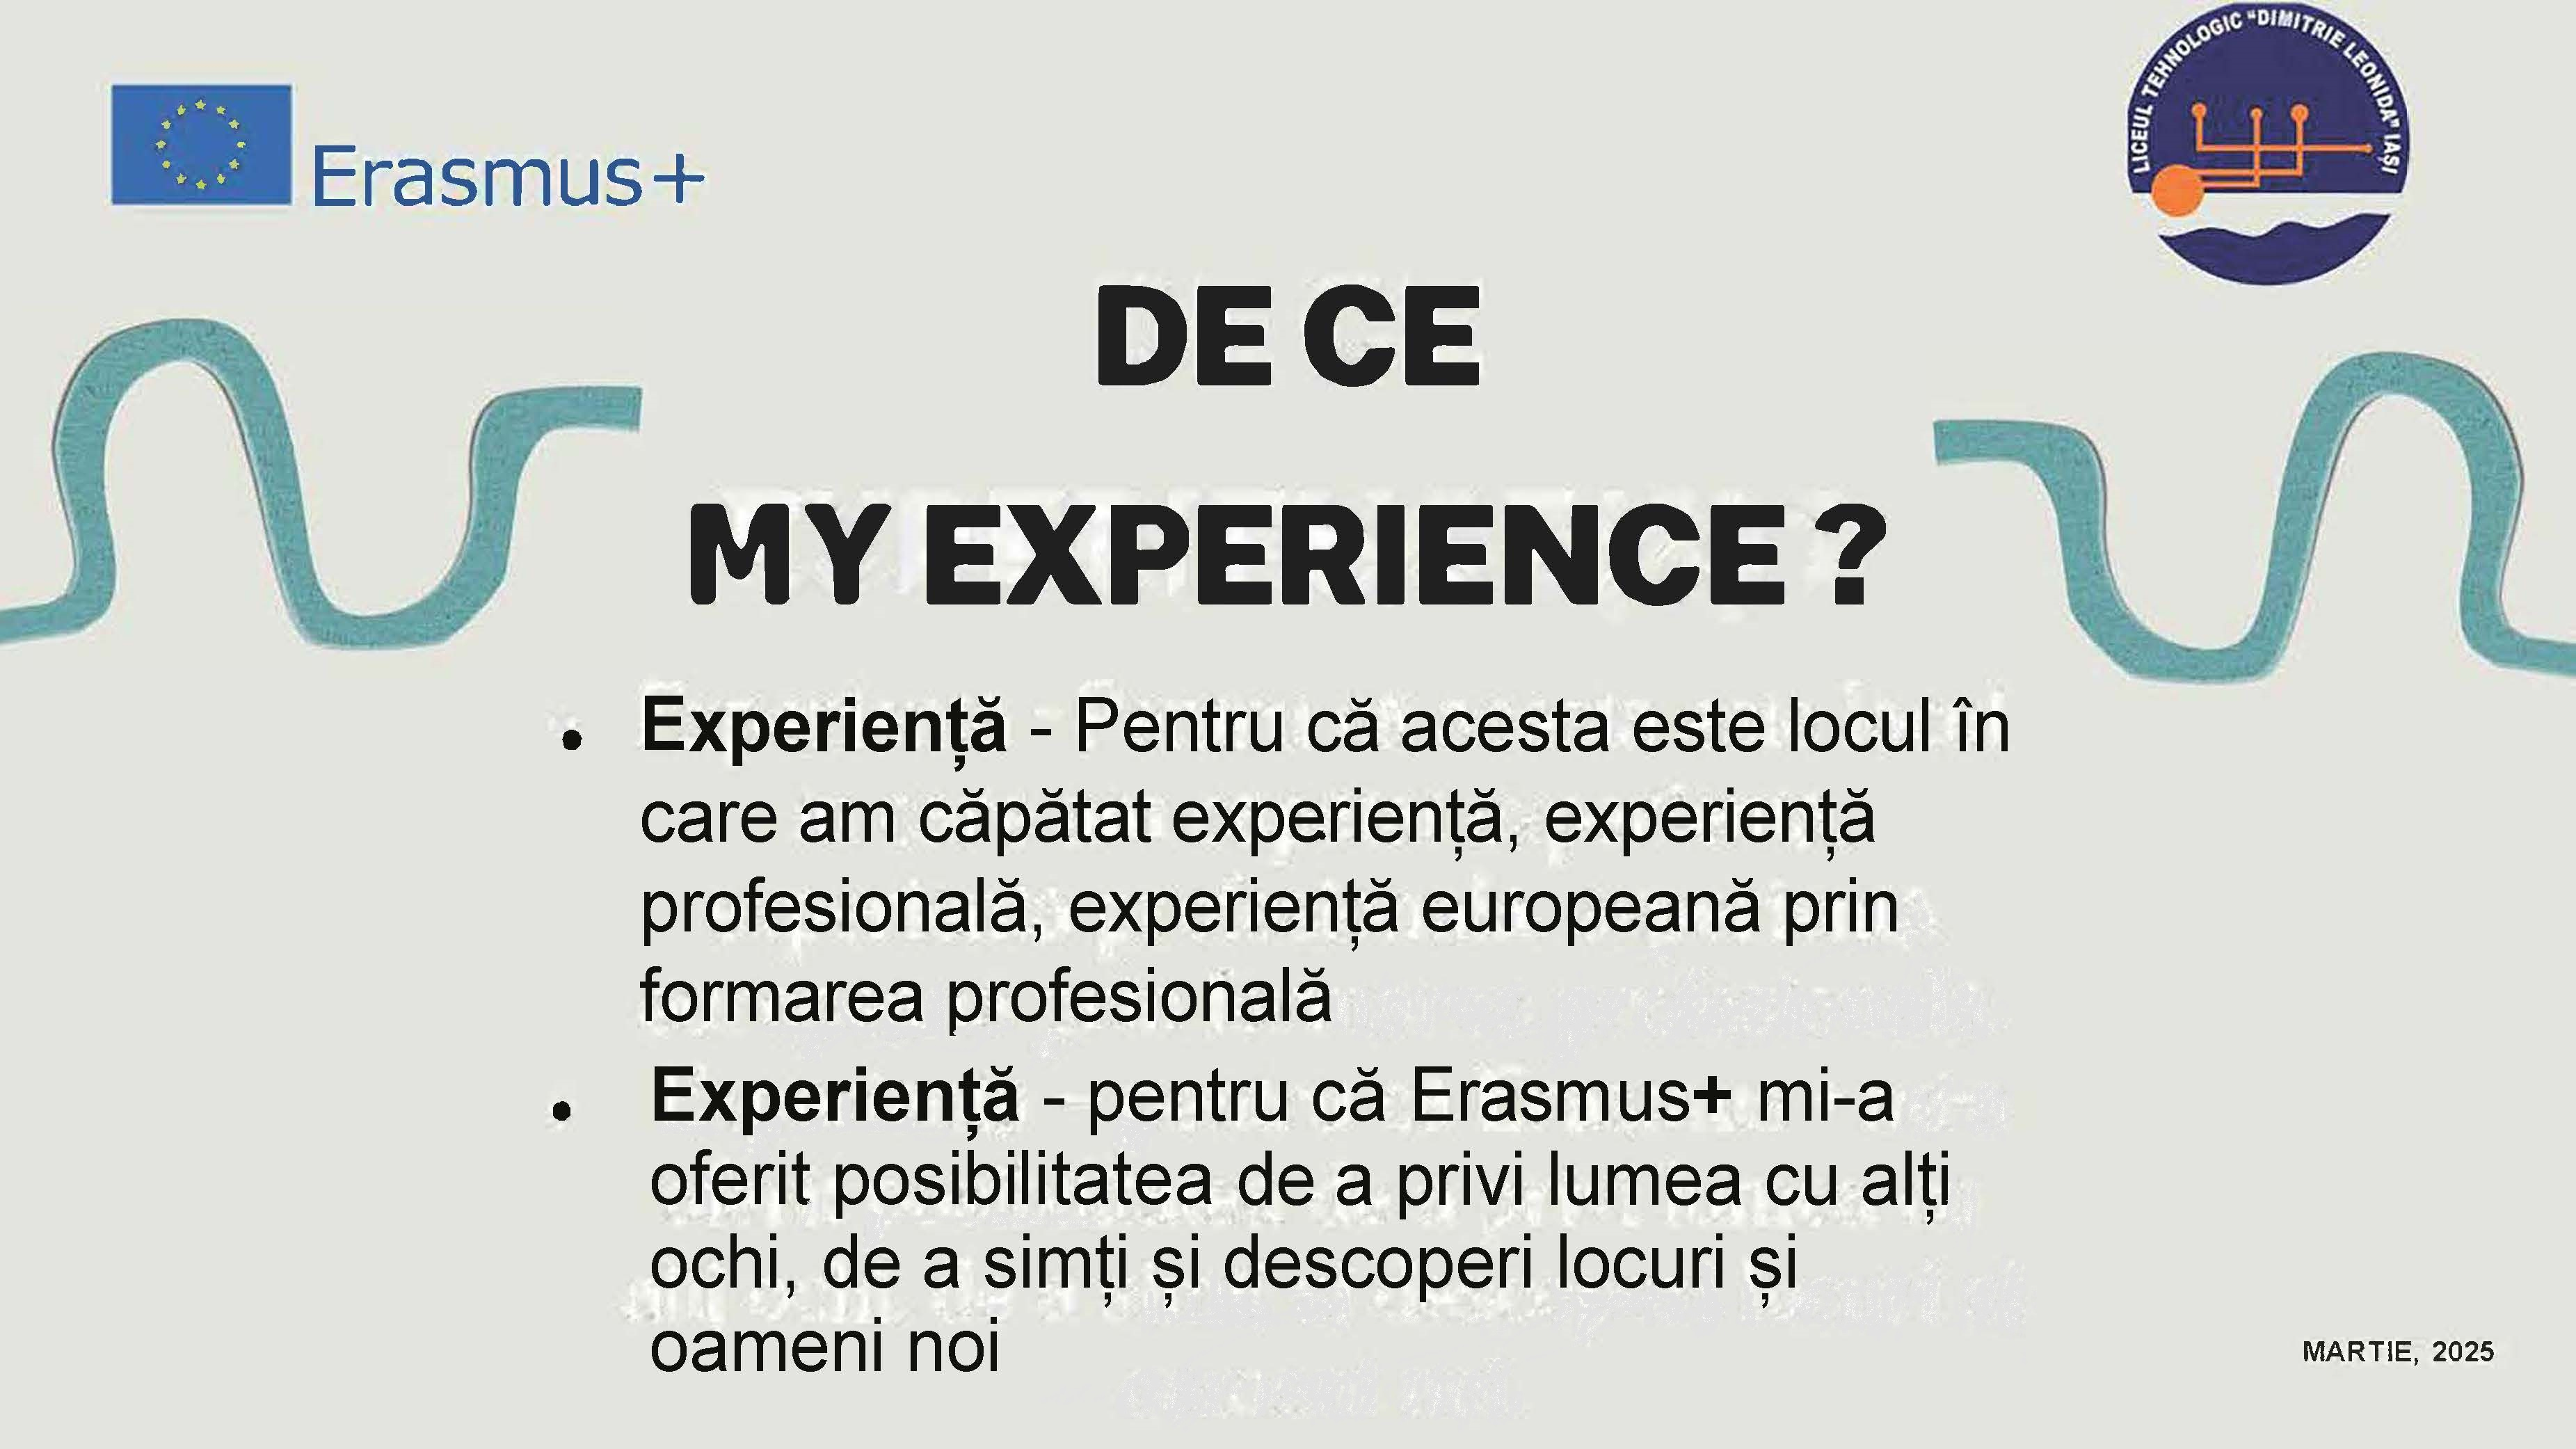 Erasmus+
LICEUL TEHNOLOGIC "DIMITRIE LEONIDA" IAȘI
DE CE
MY EXPERIENCE ?
• Experiență - Pentru că acesta este locul în
care am căpătat experiență, experiență
profesională, experiență europeană prin
formarea profesională
• Experiență - pentru că Erasmus+ mi-a
oferit posibilitatea de a privi lumea cu alți
ochi, de a simți și descoperi locuri și
oameni noi
MARTIE, 2025